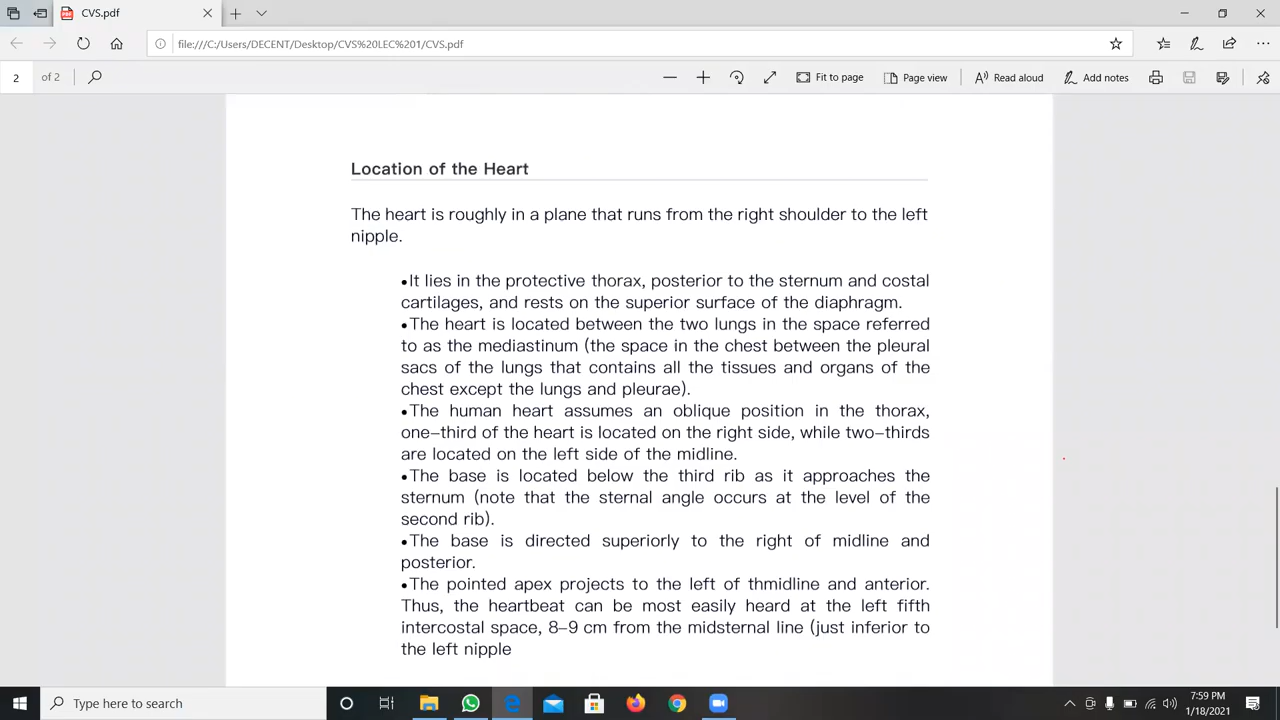 CVS.pdf
file:///C:/Users/DECENT/Desktop/CVS%20LEC%201/CVS.pdf
2 of 2 Fit to page Page view Read aloud Add notes
Location of the Heart
The heart is roughly in a plane that runs from the right shoulder to the left
nipple.
•It lies in the protective thorax, posterior to the sternum and costal
cartilages, and rests on the superior surface of the diaphragm.
•The heart is located between the two lungs in the space referred
to as the mediastinum (the space in the chest between the pleural
sacs of the lungs that contains all the tissues and organs of the
chest except the lungs and pleurae).
•The human heart assumes an oblique position in the thorax,
one-third of the heart is located on the right side, while two-thirds
are located on the left side of the midline.
•The base is located below the third rib as it approaches the
sternum (note that the sternal angle occurs at the level of the
second rib).
•The base is directed superiorly to the right of midline and
posterior.
•The pointed apex projects to the left of thmidline and anterior.
Thus, the heartbeat can be most easily heard at the left fifth
intercostal space, 8-9 cm from the midsternal line (just inferior to
the left nipple
Type here to search
7:59 PM
1/18/2021